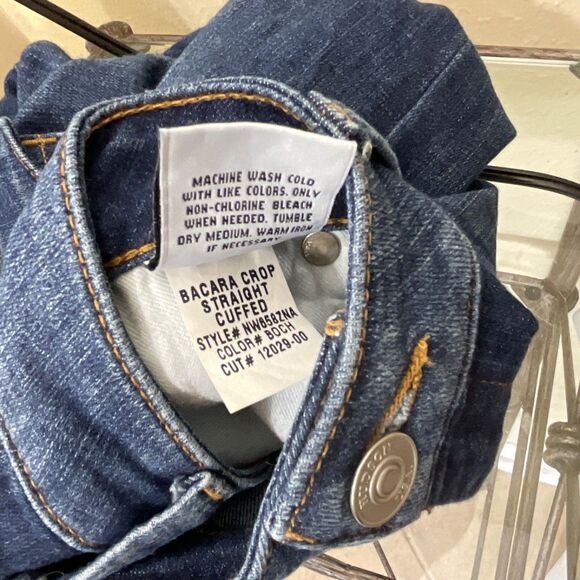 MACHINE WASH COLD
WITH LIKE COLORS. ONLY
NON-CHLORINE BLEACH
WHEN NEEDED. TUMBLE
DRY MEDIUM. WARM IRON
IF NECESSARY
BACARA CROP
STRAIGHT
CUFFED
STYLE# NW8582NA
COLOR# BOCH
CUT# 12029-00